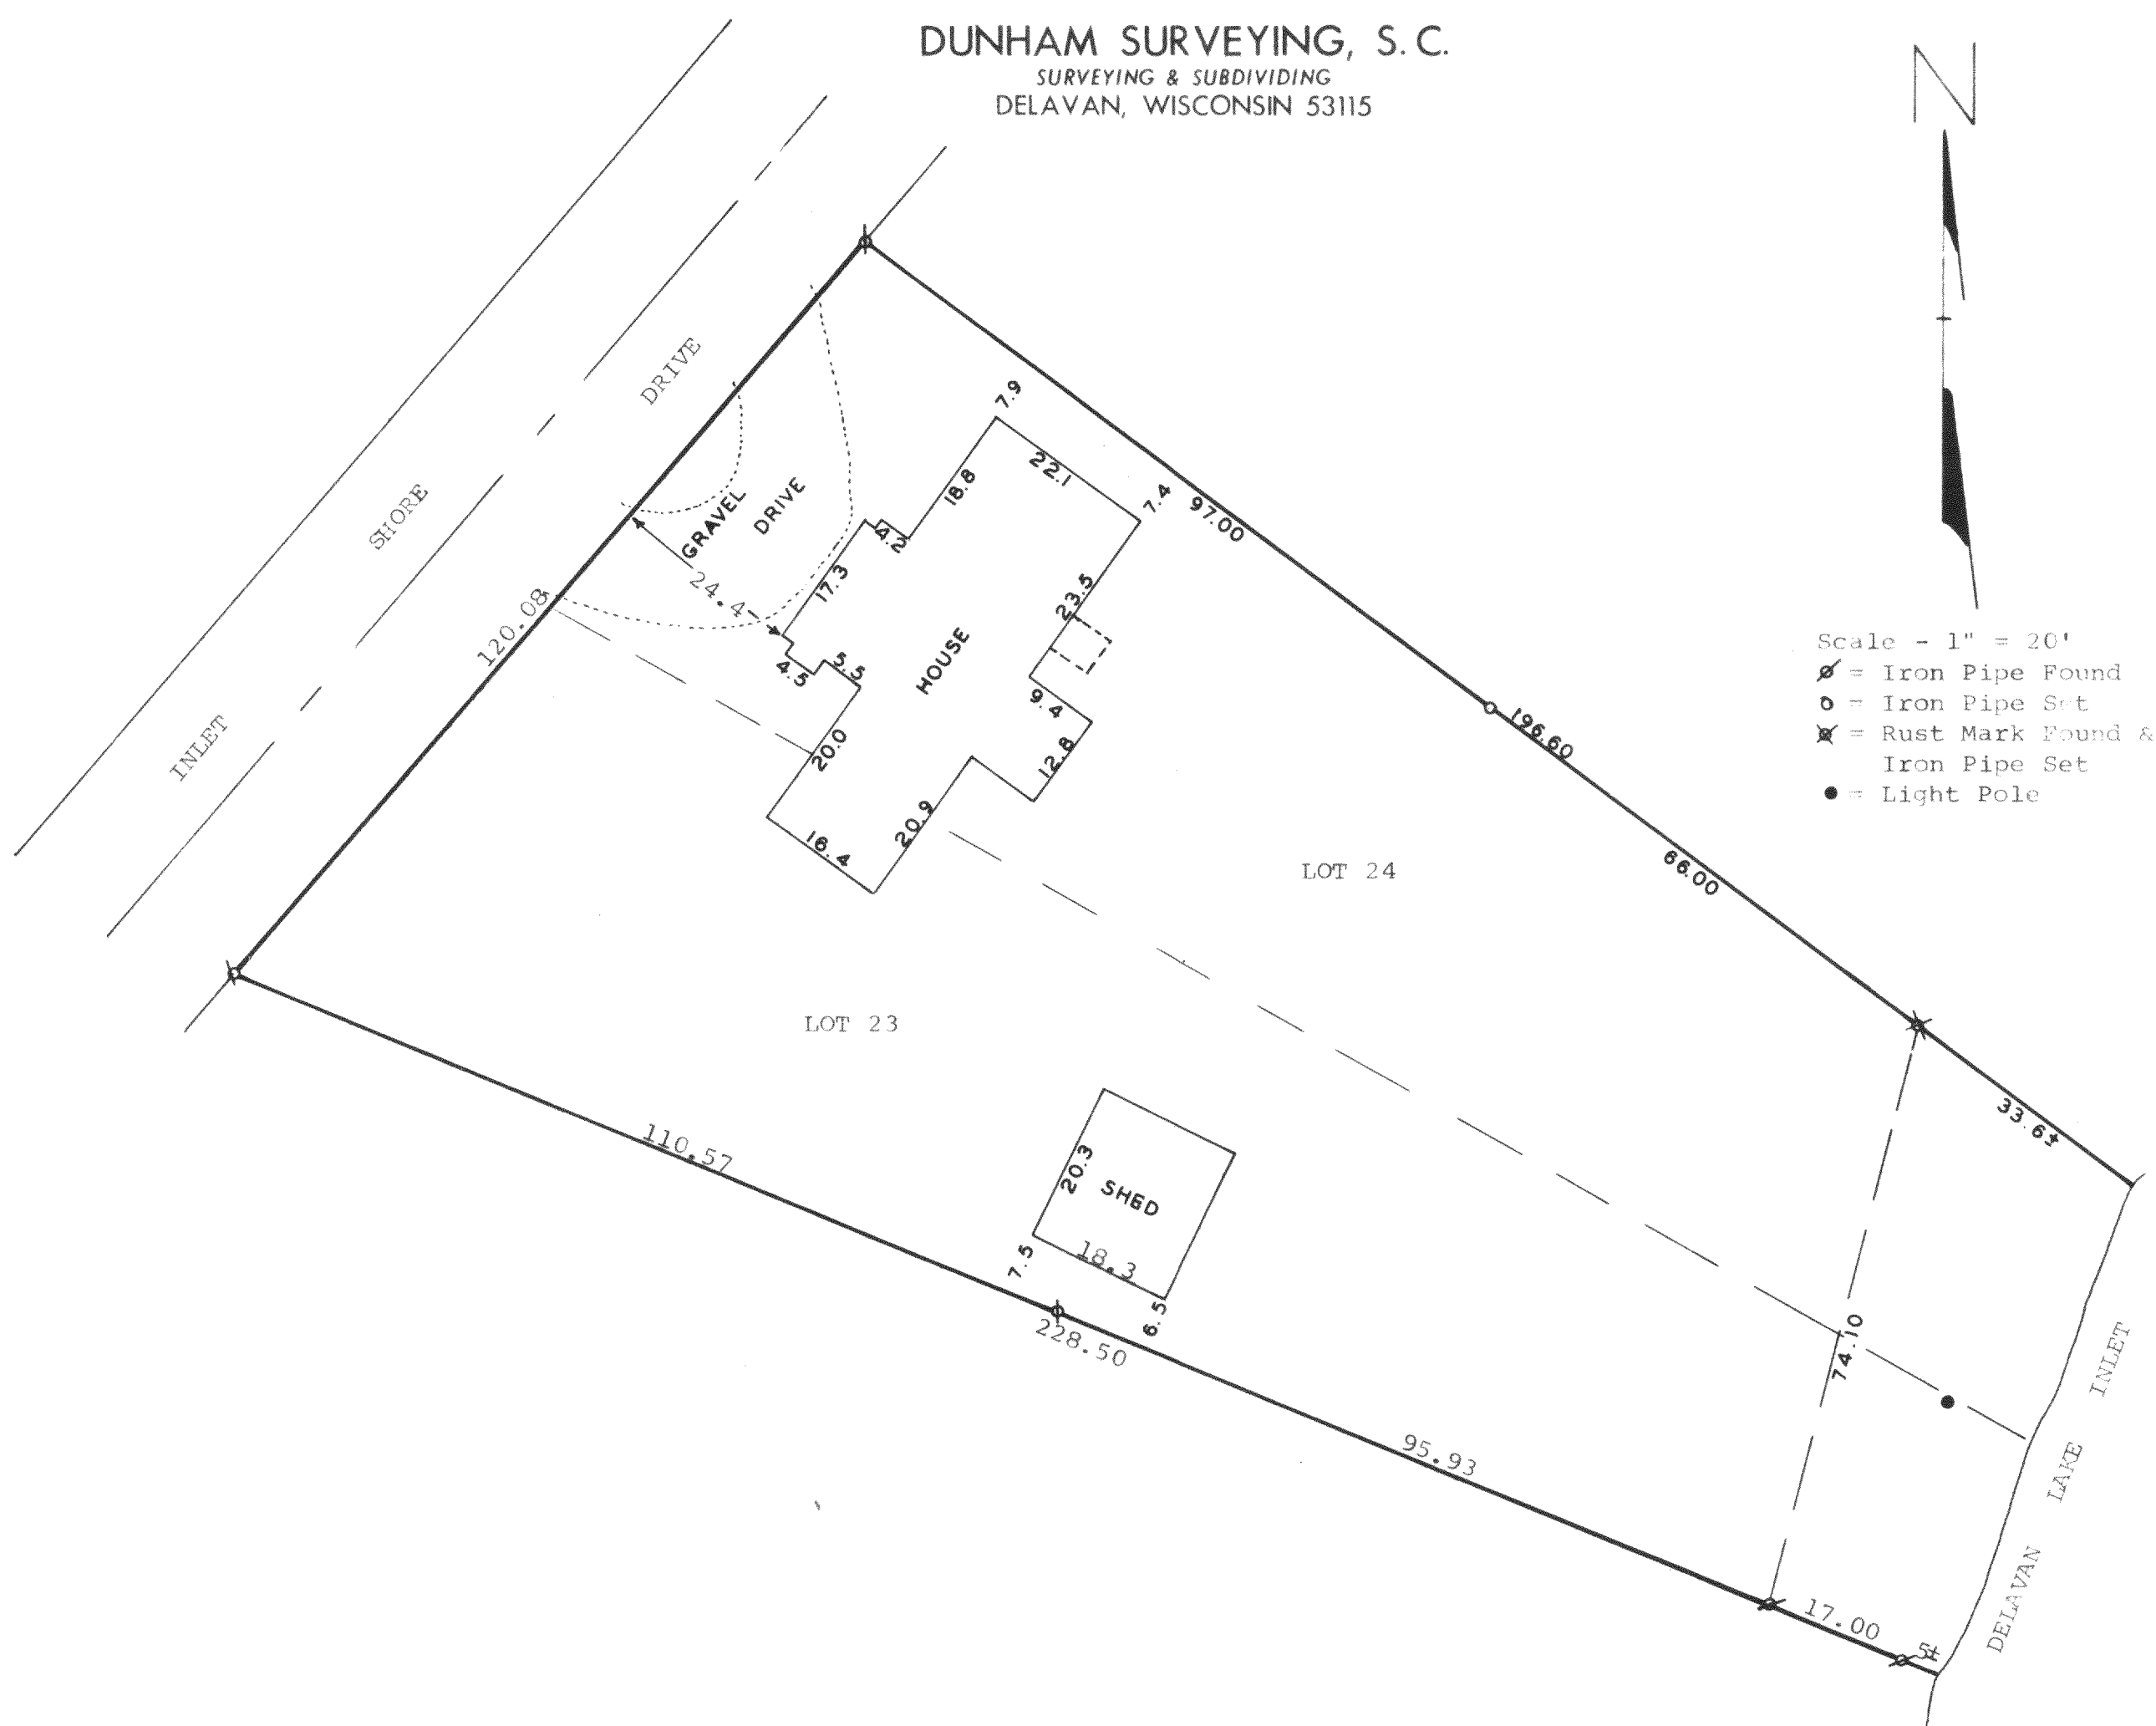 DUNHAM SURVEYING, S. C.
SURVEYING & SUBDIVIDING
DELAVAN, WISCONSIN 53115
N
INLET SHORE DRIVE
120.08
GRAVEL DRIVE
24.4
7.9
22.1
7.4
18.8
4.2
17.3
4.5
5.5
20.0
16.4
20.9
12.8
9.4
23.5
HOUSE
97.00
196.60
66.00
33.6±
Scale - 1" = 20'
= Iron Pipe Found
= Iron Pipe Set
= Rust Mark Found &
Iron Pipe Set
= Light Pole
LOT 24
LOT 23
20.3
SHED
18.3
7.5
6.5
110.57
228.50
95.93
74.10
17.00
5±
DELAVAN LAKE INLET